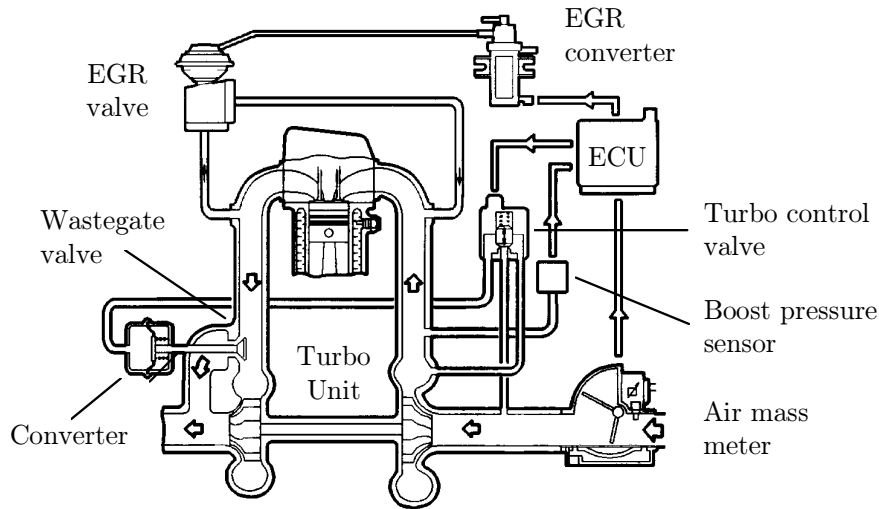 EGR
converter
EGR
valve
ECU
Wastegate
valve
Turbo control
valve
Boost pressure
sensor
Turbo
Unit
Converter
Air mass
meter